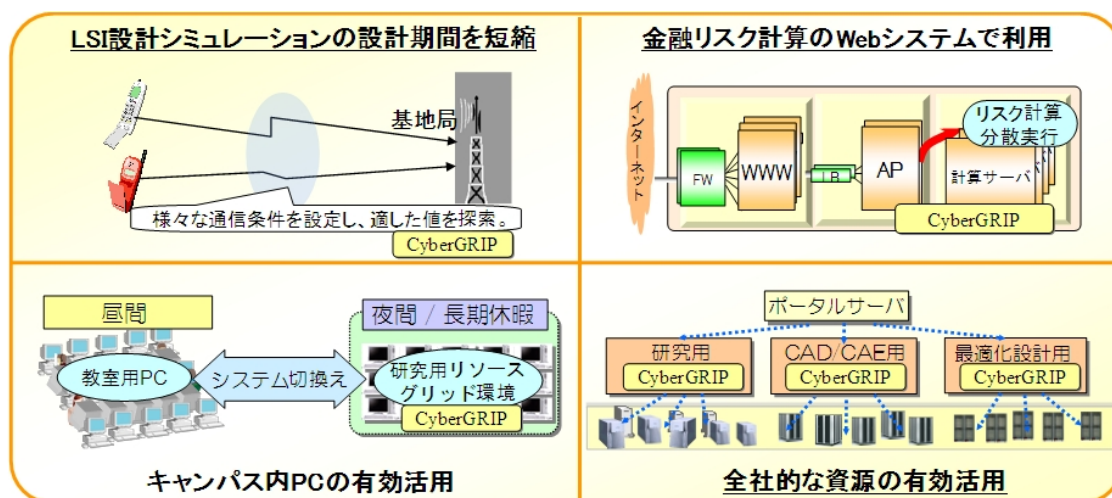 LSI設計シミュレーションの設計期間を短縮
基地局
様々な通信条件を設定し、適した値を探索。
CyberGRIP
金融リスク計算のWebシステムで利用
インターネット
FW
WWW
LB
AP
リスク計算
分散実行
計算サーバ
CyberGRIP
昼間
教室用PC
システム切換え
夜間 / 長期休暇
研究用リソース
グリッド環境
CyberGRIP
キャンパス内PCの有効活用
ポータルサーバ
研究用
CyberGRIP
CAD/CAE用
CyberGRIP
最適化設計用
CyberGRIP
全社的な資源の有効活用